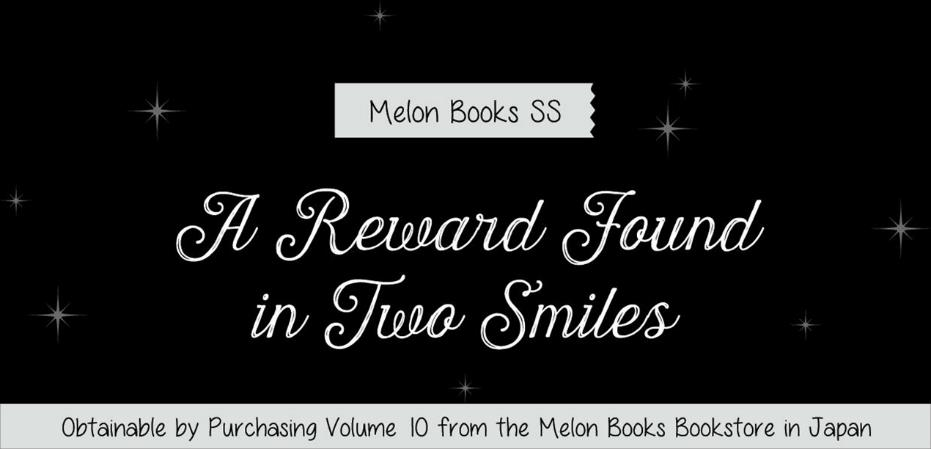 Melon Books SS
A Reward Found
in Two Smiles
Obtainable by Purchasing Volume 10 from the Melon Books Bookstore in Japan